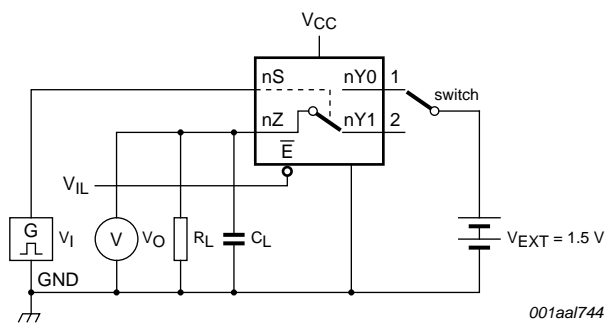 VCC
nS nY0 1
switch
nZ nY1 2
E
VIL
G VI V VO RL CL VEXT = 1.5 V
GND
001aal744